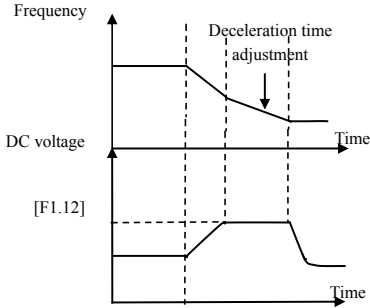 Frequency
Deceleration time
adjustment
Time
DC voltage
[F1.12]
Time